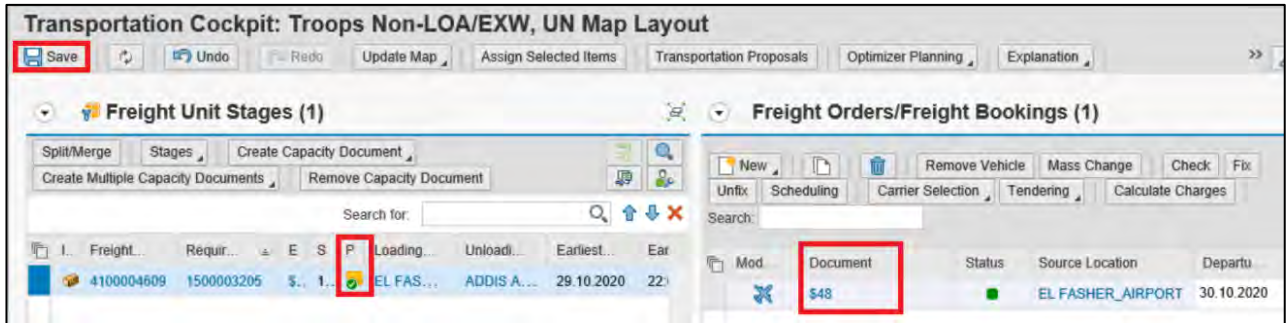 Transportation Cockpit: Troops Non-LOA/EXW, UN Map Layout
Save Undo Redo Update Map Assign Selected Items Transportation Proposals Optimizer Planning Explanation >>
Freight Unit Stages (1)
Split/Merge Stages Create Capacity Document
Create Multiple Capacity Documents Remove Capacity Document
Search for:
I.. Freight... Requir... E S P Loading... Unloadi... Earliest... Ear
4100004609 1500003205 $.. 1.. EL FAS... ADDIS A... 29.10.2020 22:
Freight Orders/Freight Bookings (1)
New Remove Vehicle Mass Change Check Fix
Unfix Scheduling Carrier Selection Tendering Calculate Charges
Search:
Mod... Document Status Source Location Departu...
$48 EL FASHER_AIRPORT 30.10.2020